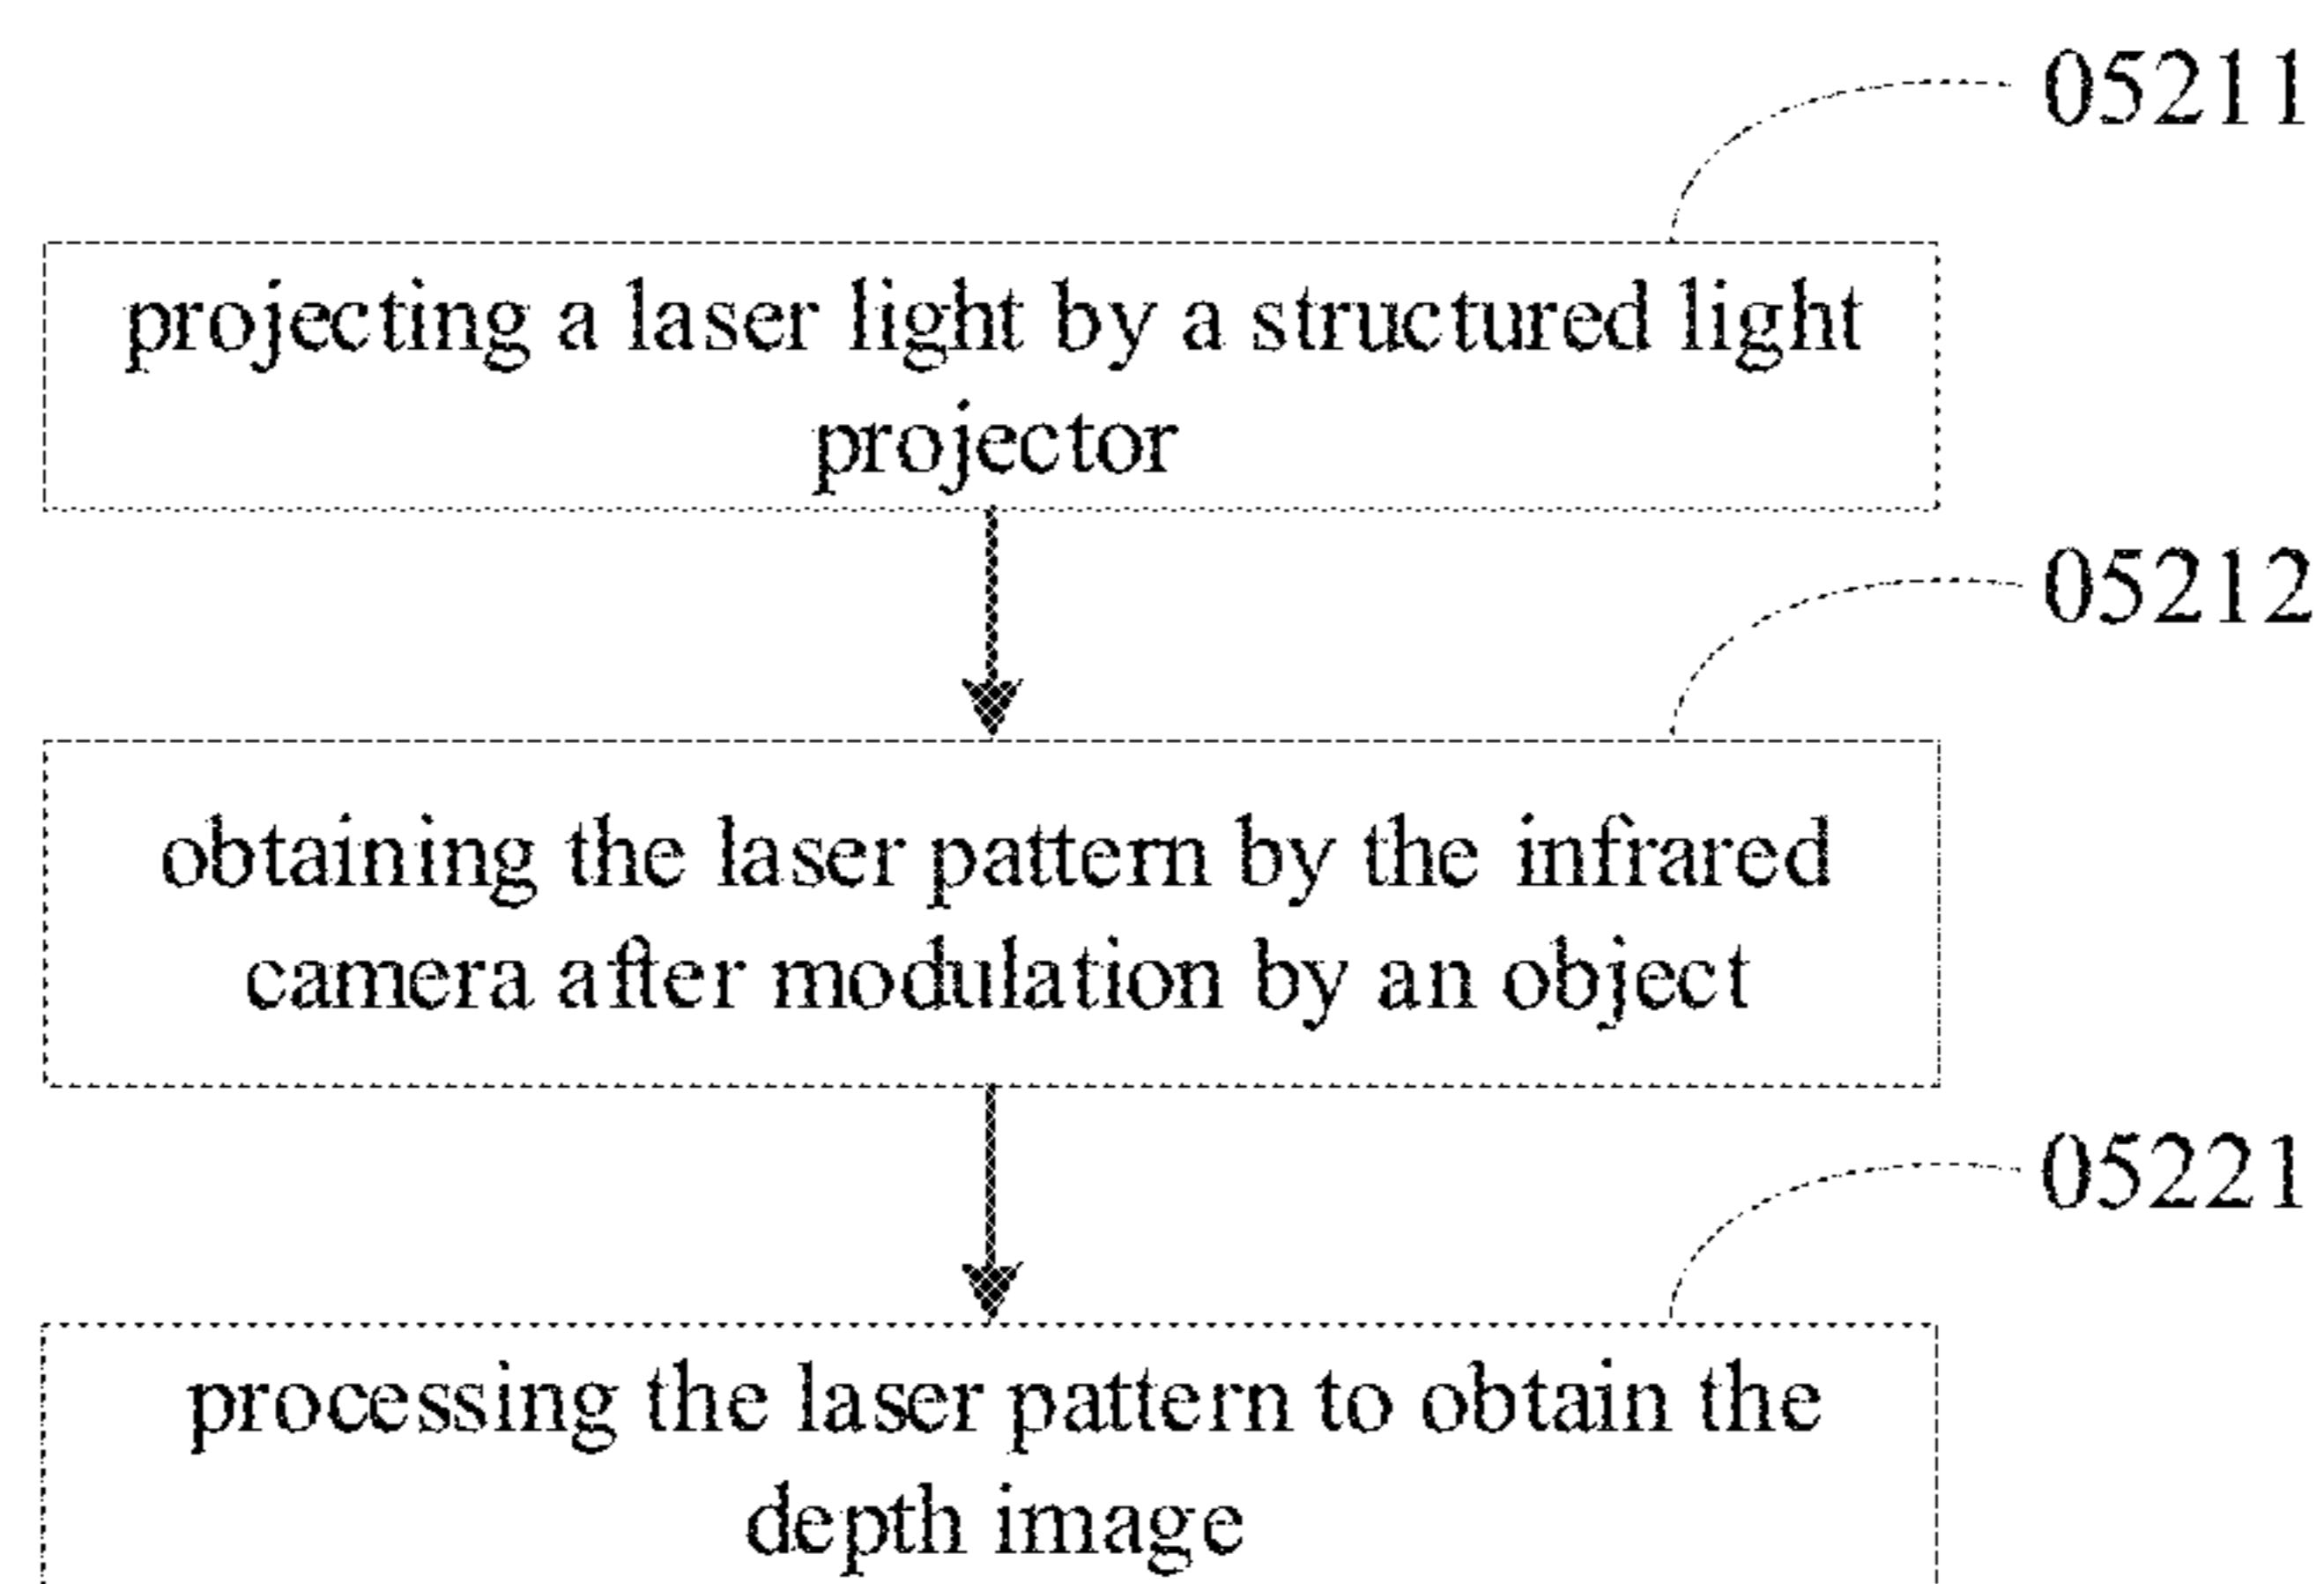 05211
projecting a laser light by a structured light
projector
05212
obtaining the laser pattern by the infrared
camera after modulation by an object
05221
processing the laser pattern to obtain the
depth image